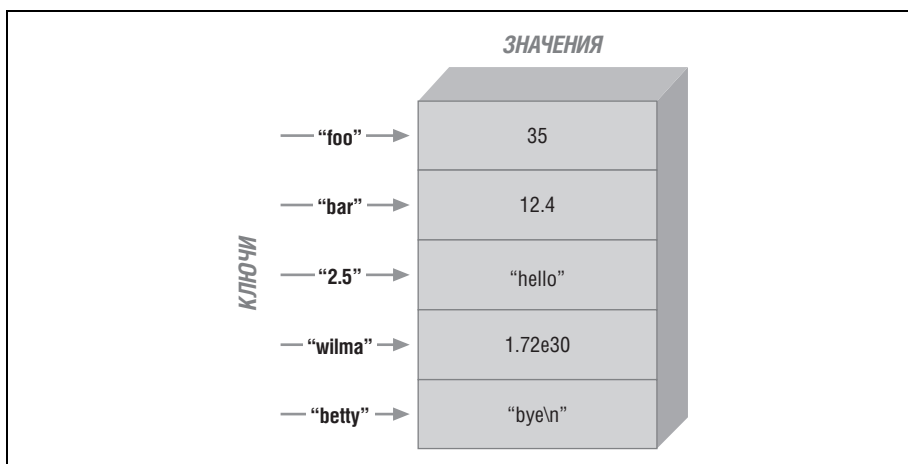 ЗНАЧЕНИЯ
КЛЮЧИ
“foo” 35
“bar” 12.4
“2.5” “hello”
“wilma” 1.72e30
“betty” “bye\n”